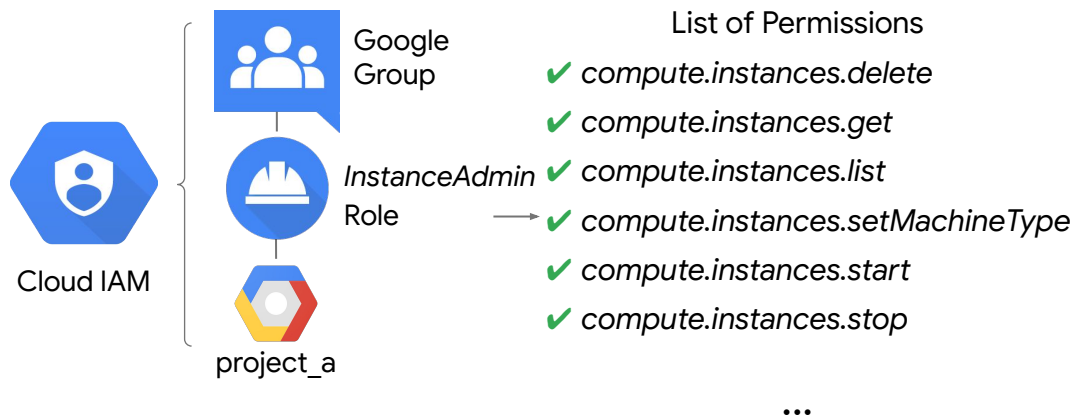 Google
Group
InstanceAdmin
Role
Cloud IAM
project_a
List of Permissions
✔ compute.instances.delete
✔ compute.instances.get
✔ compute.instances.list
✔ compute.instances.setMachineType
✔ compute.instances.start
✔ compute.instances.stop
...